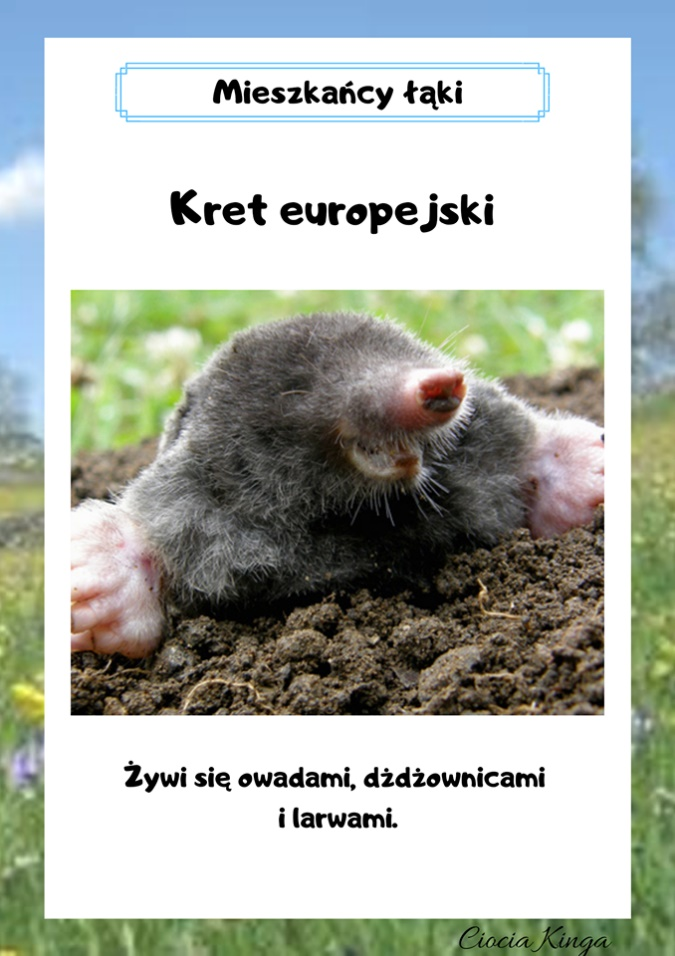 Mieszkańcy łąki
Kret europejski
Żywi się owadami, dżdżownicami
i larwami.
Ciocia Kinga